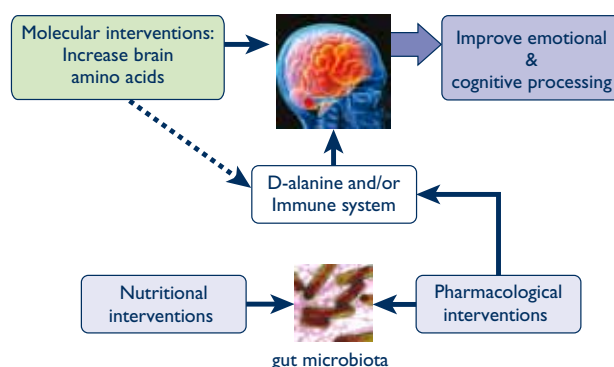 Molecular interventions:
Increase brain
amino acids
Improve emotional
&
cognitive processing
D-alanine and/or
Immune system
Nutritional
interventions
Pharmacological
interventions
gut microbiota